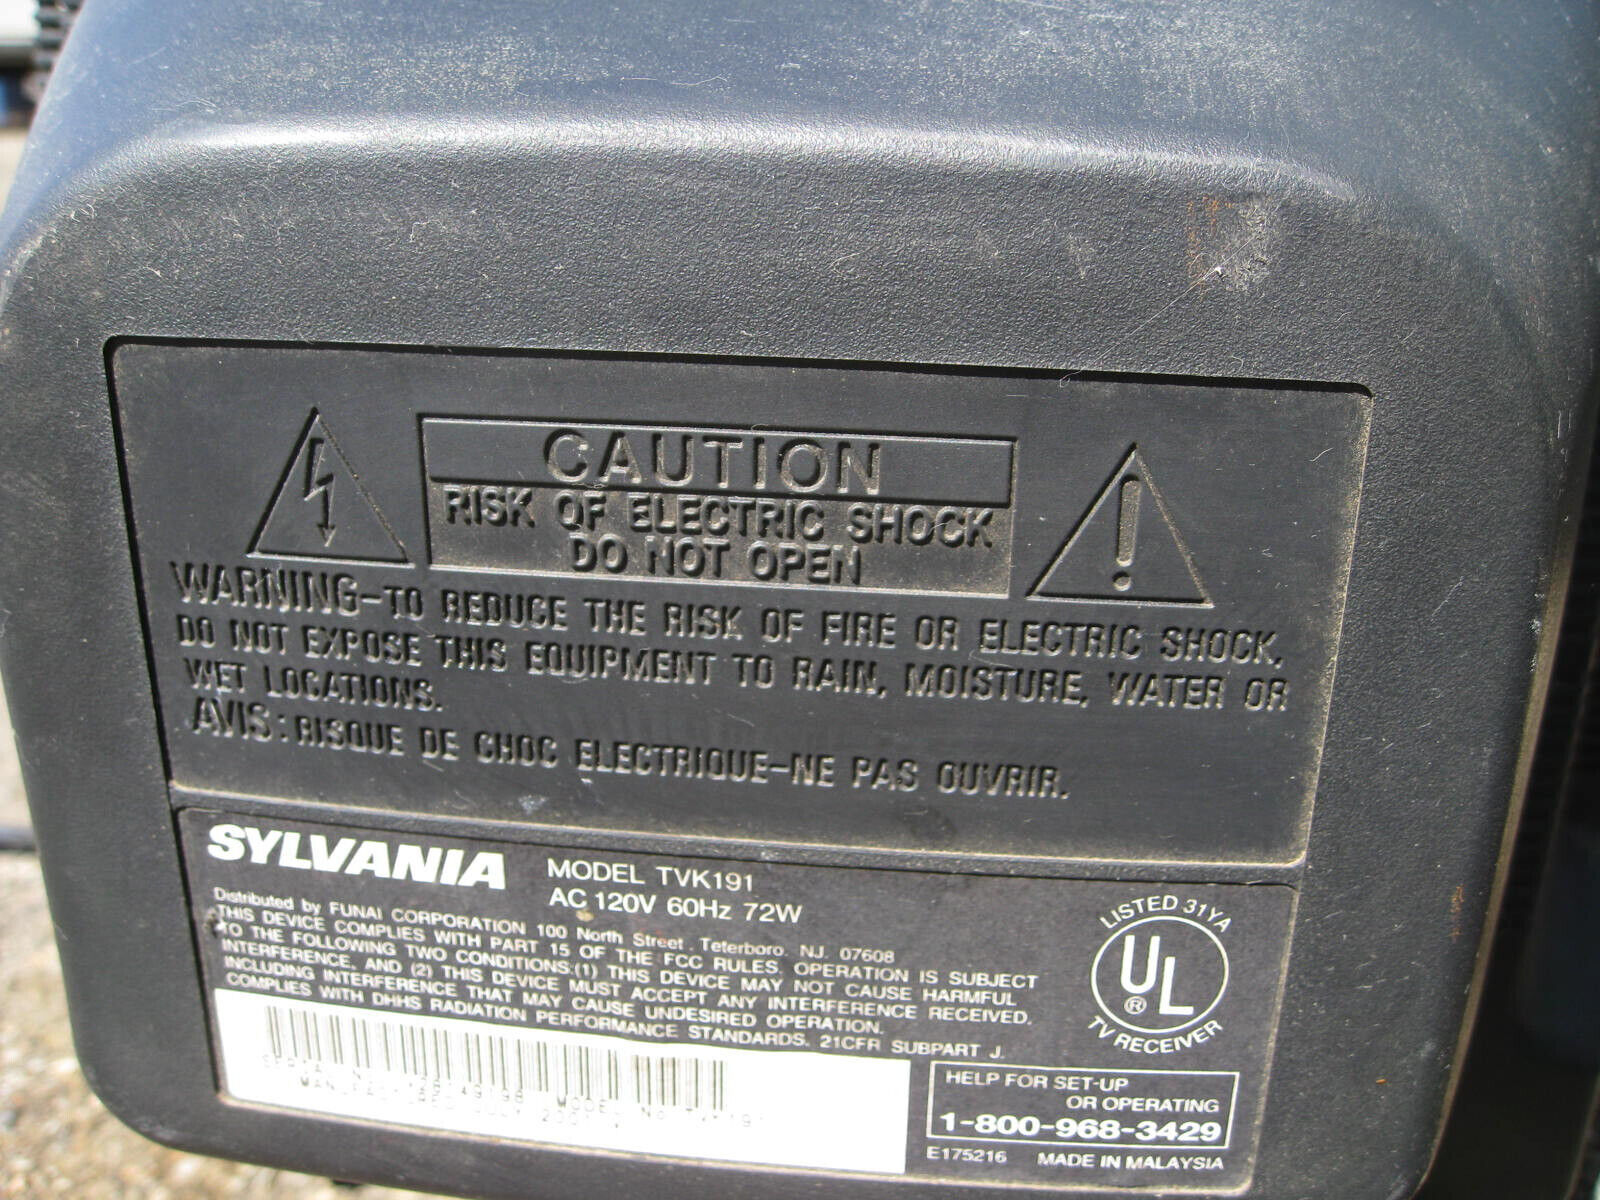 CAUTION
RISK OF ELECTRIC SHOCK
DO NOT OPEN
WARNING-TO REDUCE THE RISK OF FIRE OR ELECTRIC SHOCK,
DO NOT EXPOSE THIS EQUIPMENT TO RAIN, MOISTURE, WATER OR
WET LOCATIONS.
AVIS: RISQUE DE CHOC ELECTRIQUE-NE PAS OUVRIR.
SYLVANIA
MODEL TVK191
AC 120V 60Hz 72W
Distributed by FUNAI CORPORATION 100 North Street. Teterboro. NJ. 07608
THIS DEVICE COMPLIES WITH PART 15 OF THE FCC RULES. OPERATION IS SUBJECT
TO THE FOLLOWING TWO CONDITIONS:(1) THIS DEVICE MAY NOT CAUSE HARMFUL
INTERFERENCE, AND (2) THIS DEVICE MUST ACCEPT ANY INTERFERENCE RECEIVED,
INCLUDING INTERFERENCE THAT MAY CAUSE UNDESIRED OPERATION.
COMPLIES WITH DHHS RADIATION PERFORMANCE STANDARDS. 21CFR SUBPART J.
LISTED 31YA
UL
®
TV RECEIVER
HELP FOR SET-UP
OR OPERATING
1-800-968-3429
E175216 MADE IN MALAYSIA